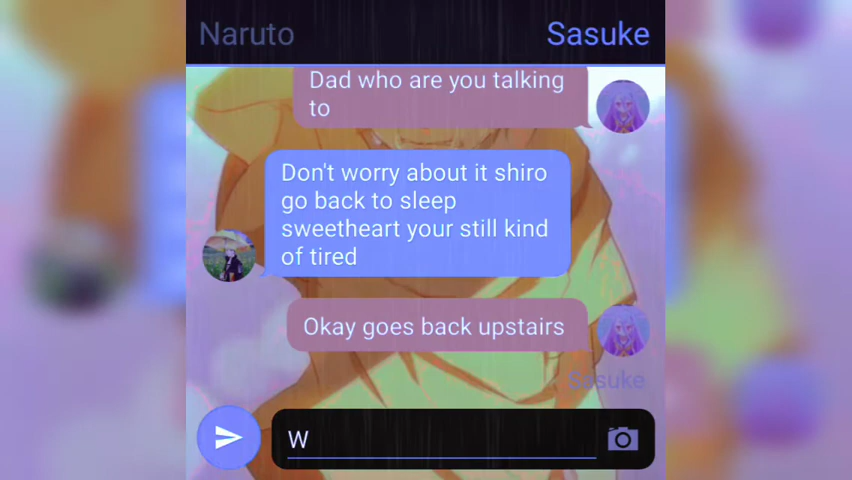 Naruto
Sasuke
Dad who are you talking
to
Don't worry about it shiro
go back to sleep
sweetheart your still kind
of tired
Okay goes back upstairs
Sasuke
W